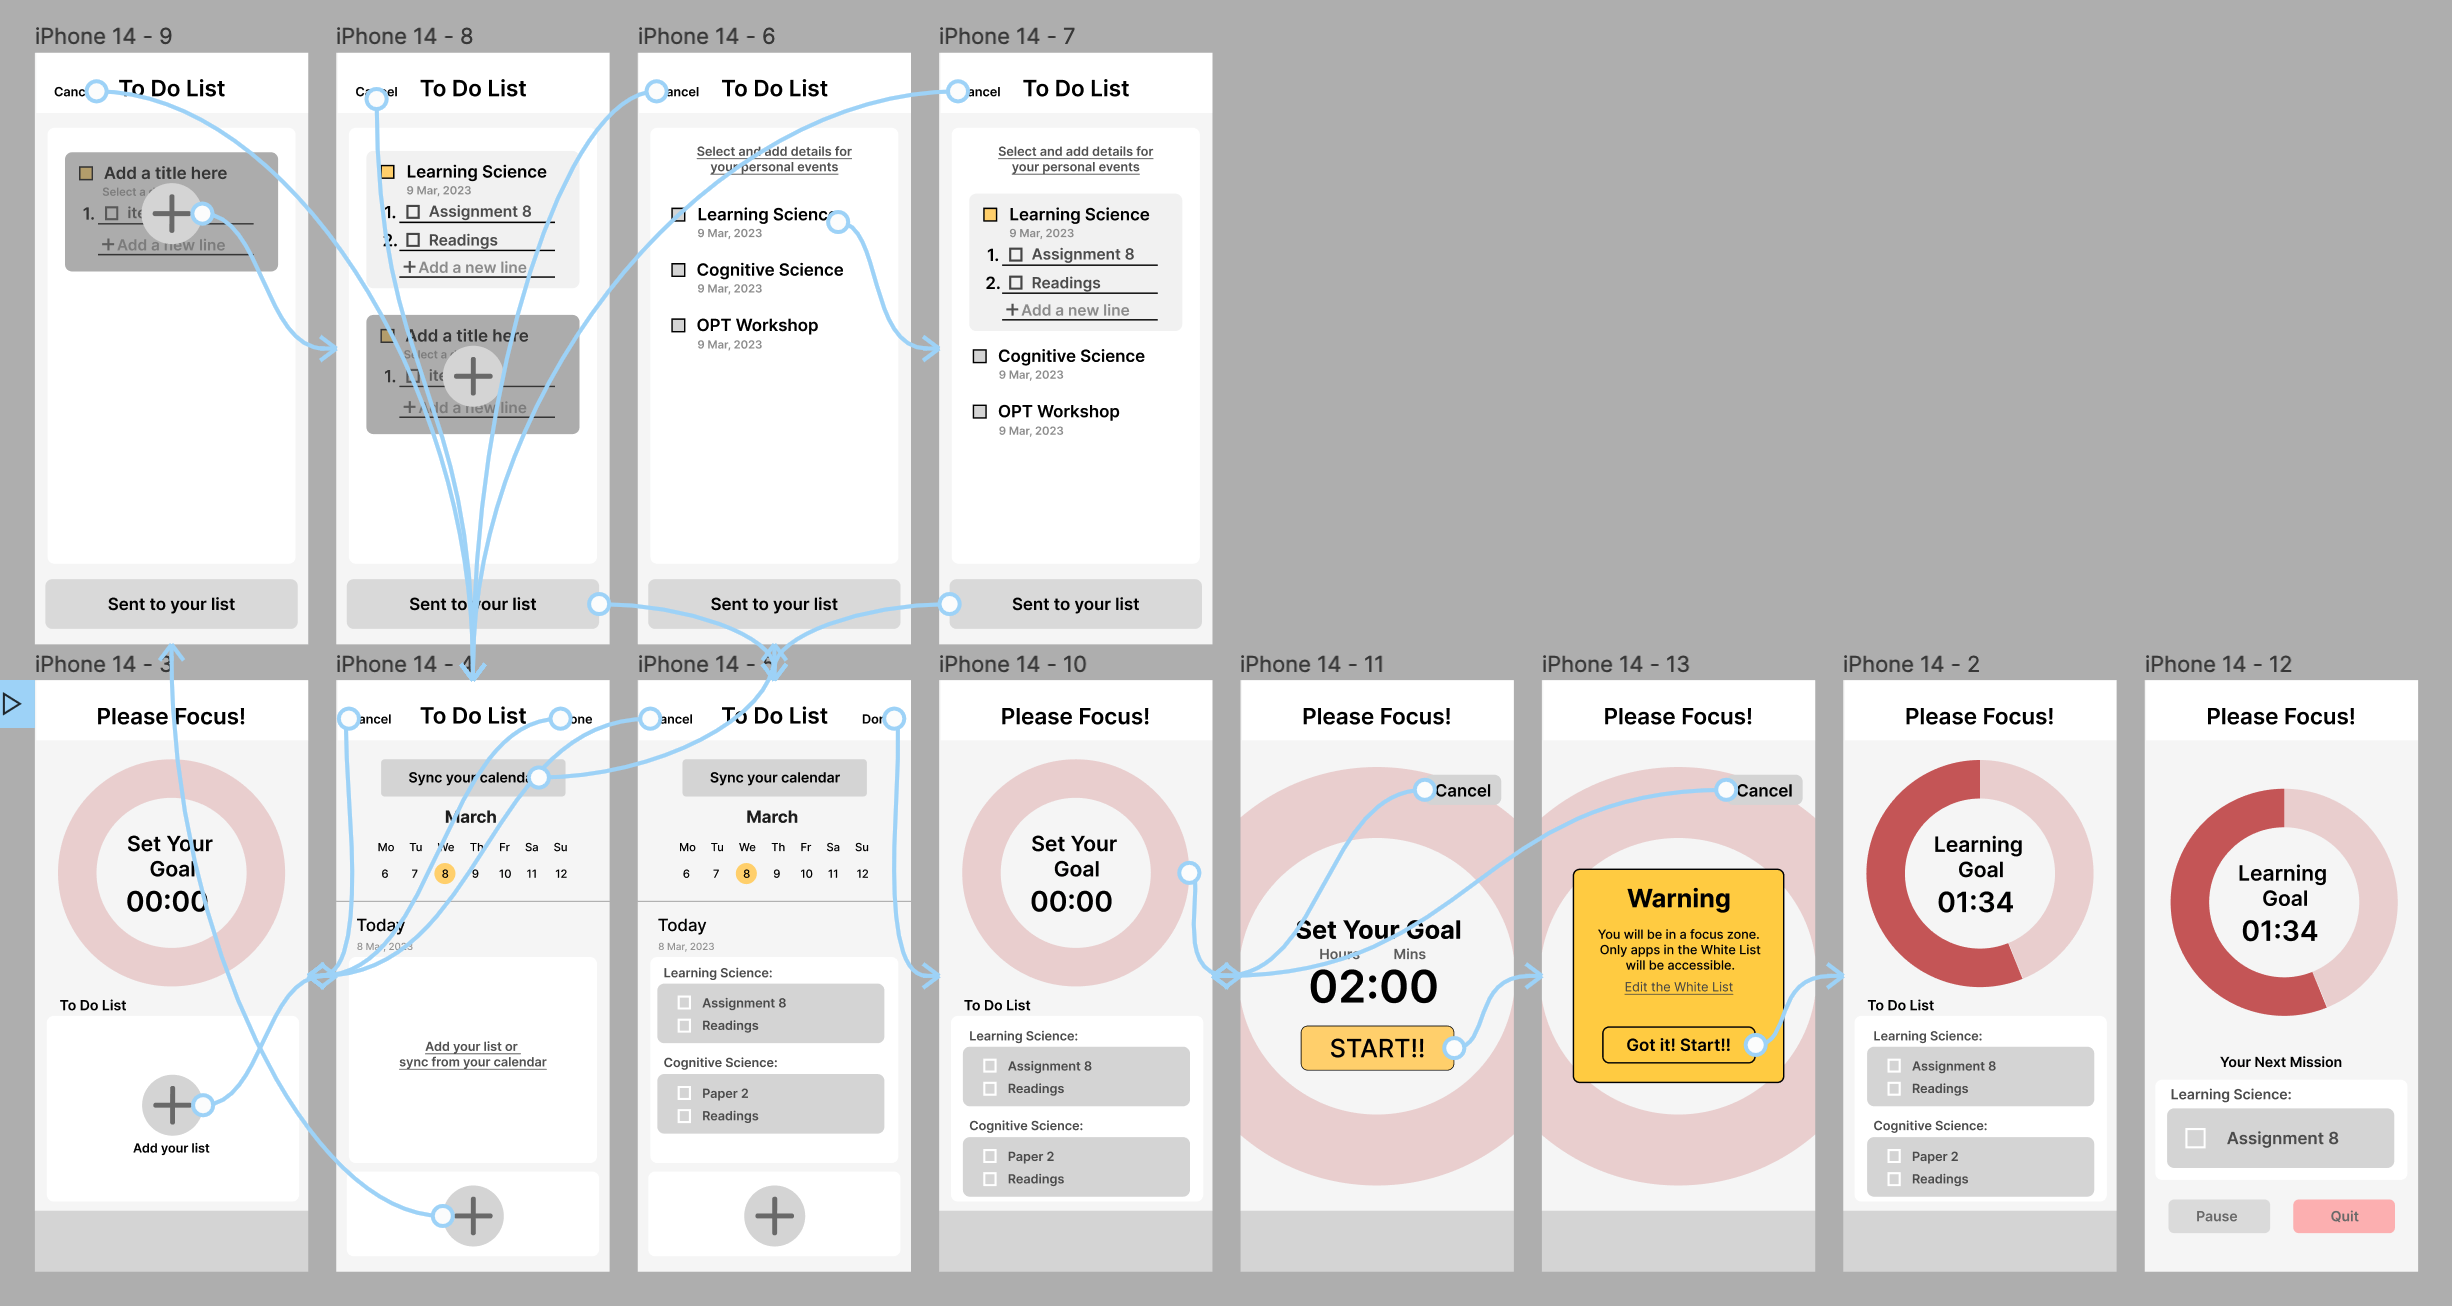 iPhone 14 - 9
Cancel
To Do List
Add a title here
Select a
1.
ite
Add a new line
Sent to your list
iPhone 14 - 8
Cancel
To Do List
Learning Science
9 Mar, 2023
1. Assignment 8
2. Readings
+ Add a new line
Add a title here
Select a
1. ite
+ Add a new line
Sent to your list
iPhone 14 - 6
Cancel
To Do List
Select and add details for
your personal events
Learning Science
9 Mar, 2023
Cognitive Science
9 Mar, 2023
OPT Workshop
9 Mar, 2023
Sent to your list
iPhone 14 - 7
Cancel
To Do List
Select and add details for
your personal events
Learning Science
9 Mar, 2023
1. Assignment 8
2. Readings
+ Add a new line
Cognitive Science
9 Mar, 2023
OPT Workshop
9 Mar, 2023
Sent to your list
iPhone 14 - 3
Please Focus!
Set Your
Goal
00:00
To Do List
Add your list
iPhone 14 - 4
Cancel
To Do List
Done
Sync your calendar
March
Mo Tu We Th Fr Sa Su
6 7 8 9 10 11 12
Today
8 Mar, 2023
Add your list or
sync from your calendar
iPhone 14 -
Cancel
To Do List
Done
Sync your calendar
March
Mo Tu We Th Fr Sa Su
6 7 8 9 10 11 12
Today
8 Mar, 2023
Learning Science:
Assignment 8
Readings
Cognitive Science:
Paper 2
Readings
iPhone 14 - 10
Please Focus!
Set Your
Goal
00:00
To Do List
Learning Science:
Assignment 8
Readings
Cognitive Science:
Paper 2
Readings
iPhone 14 - 11
Please Focus!
Cancel
Set Your Goal
Hours Mins
02:00
START!!
iPhone 14 - 13
Please Focus!
Cancel
Warning
You will be in a focus zone.
Only apps in the White List
will be accessible.
Edit the White List
Got it! Start!!
iPhone 14 - 2
Please Focus!
Learning
Goal
01:34
To Do List
Learning Science:
Assignment 8
Readings
Cognitive Science:
Paper 2
Readings
iPhone 14 - 12
Please Focus!
Learning
Goal
01:34
Your Next Mission
Learning Science:
Assignment 8
Pause
Quit